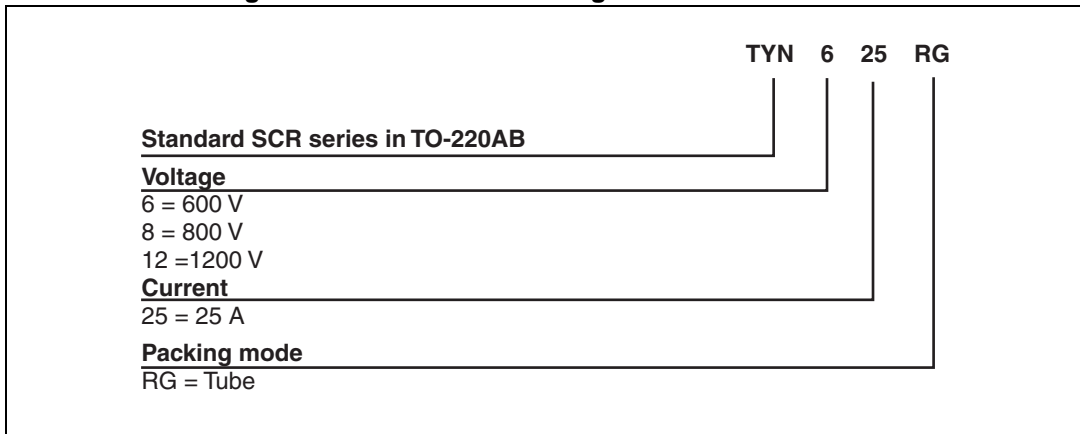 TYN 6 25 RG
Standard SCR series in TO-220AB
Voltage
6 = 600 V
8 = 800 V
12 =1200 V
Current
25 = 25 A
Packing mode
RG = Tube